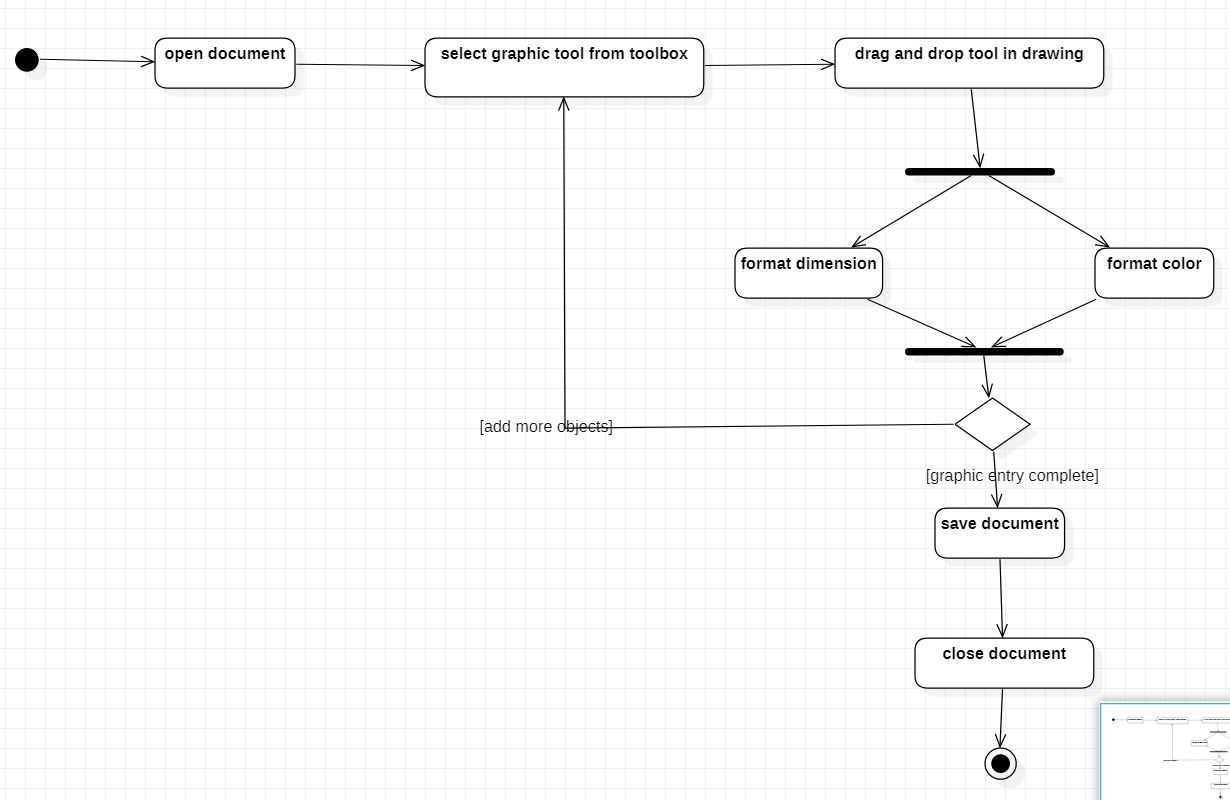 open document
select graphic tool from toolbox
drag and drop tool in drawing
format dimension
format color
[add more objects]
[graphic entry complete]
save document
close document